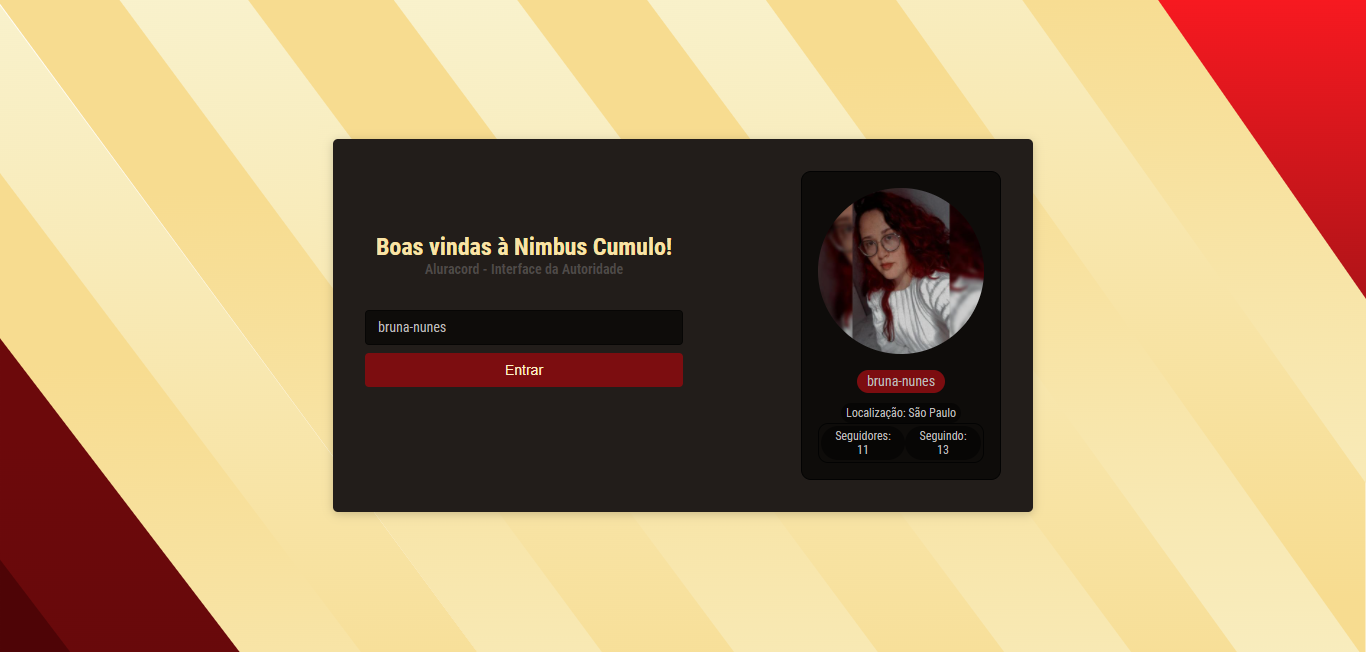 Boas vindas à Nimbus Cumulo!
Aluracord - Interface da Autoridade
bruna-nunes
Entrar
bruna-nunes
Localização: São Paulo
Seguidores:
11
Seguindo:
13